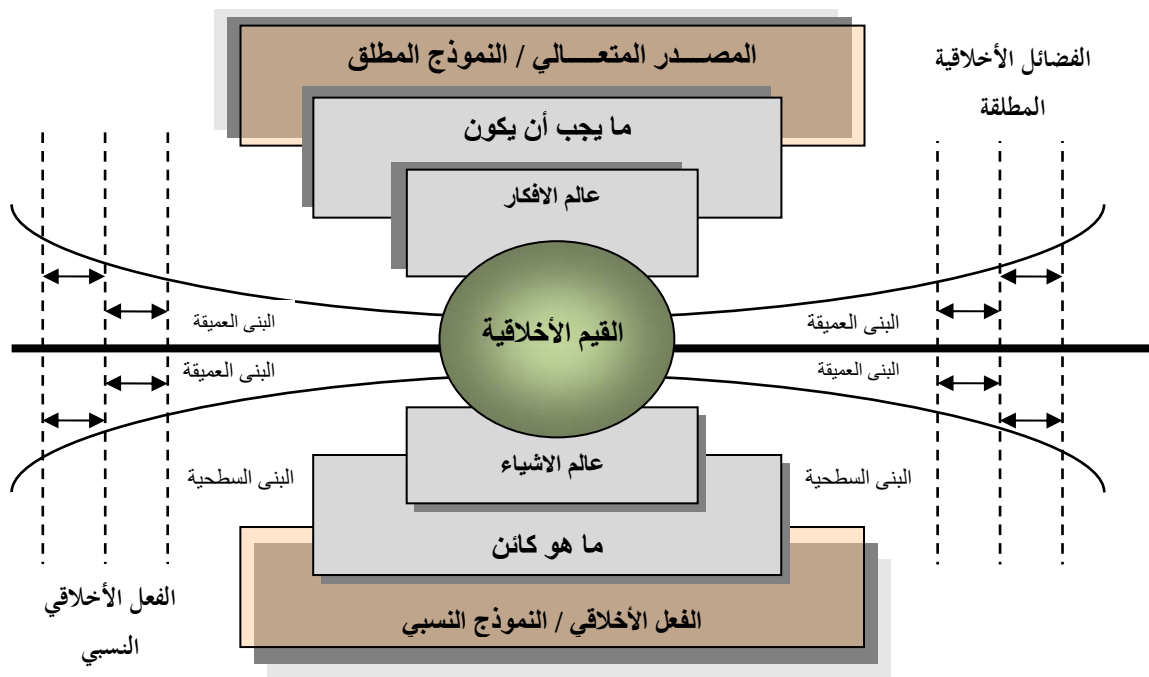 المصـــدر المتعـــــالي / النموذج المطلق
الفضائل الأخلاقية
المطلقة
ما يجب أن يكون
عالم الافكار
القيم الأخلاقية
البنى العميقة
البنى العميقة
البنى العميقة
البنى العميقة
عالم الاشياء
البنى السطحية
البنى السطحية
ما هو كائن
الفعل الأخلاقي / النموذج النسبي
الفعل الأخلاقي
النسبي